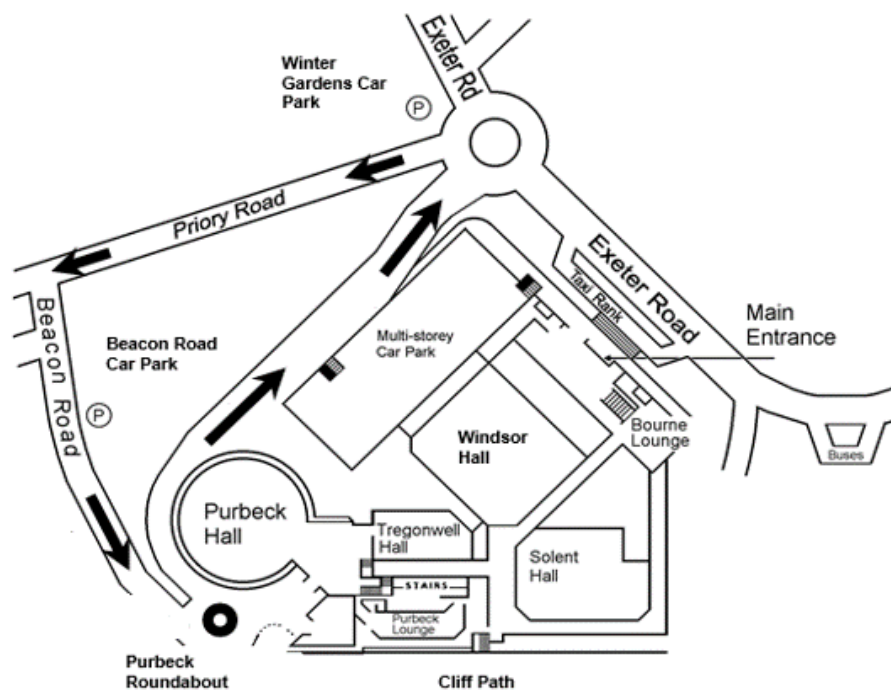 Exeter Rd
Winter
Gardens Car
Park
P
Priory Road
Exeter Road
Taxi Rank
Main
Entrance
Beacon Road
Beacon Road
Car Park
P
Multi-storey
Car Park
Windsor
Hall
Bourne
Lounge
Buses
Purbeck
Hall
Tregonwell
Hall
Solent
Hall
STAIRS
Purbeck
Lounge
Purbeck
Roundabout
Cliff Path